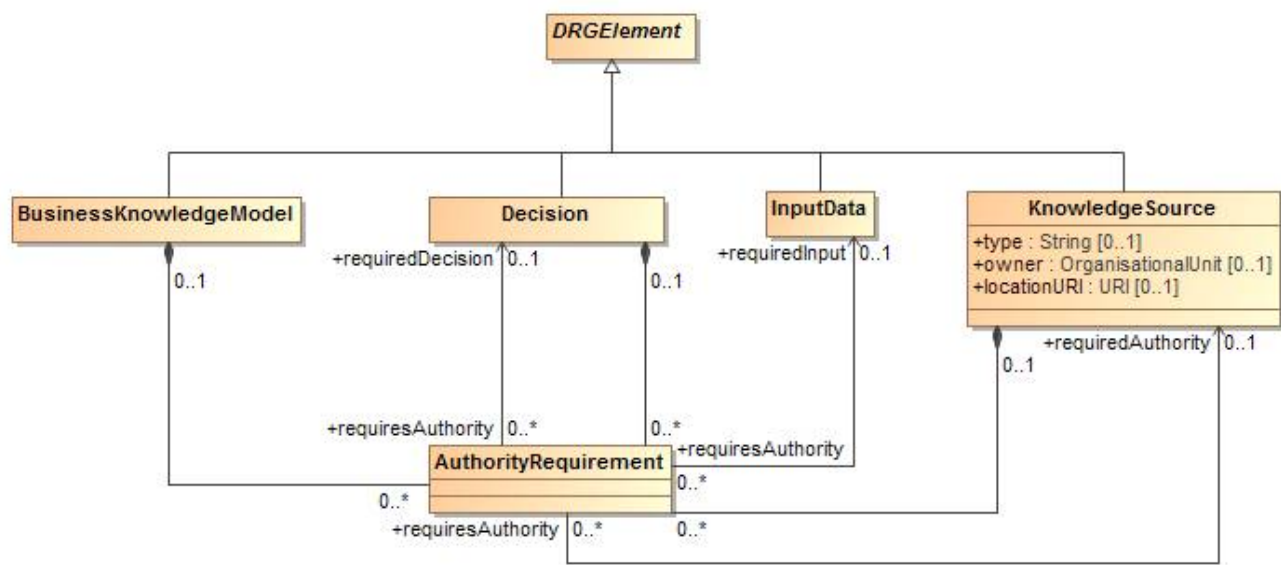 DRGElement
BusinessKnowledgeModel
Decision
InputData
KnowledgeSource
+type : String [0..1]
+owner : OrganisationalUnit [0..1]
+locationURI : URI [0..1]
+requiredDecision 0..1
+requiredInput 0..1
0..1
0..1
+requiredAuthority 0..1
0..1
+requiresAuthority 0..*
0..*
+requiresAuthority
AuthorityRequirement
0..*
0..*
+requiresAuthority 0..*
0..*